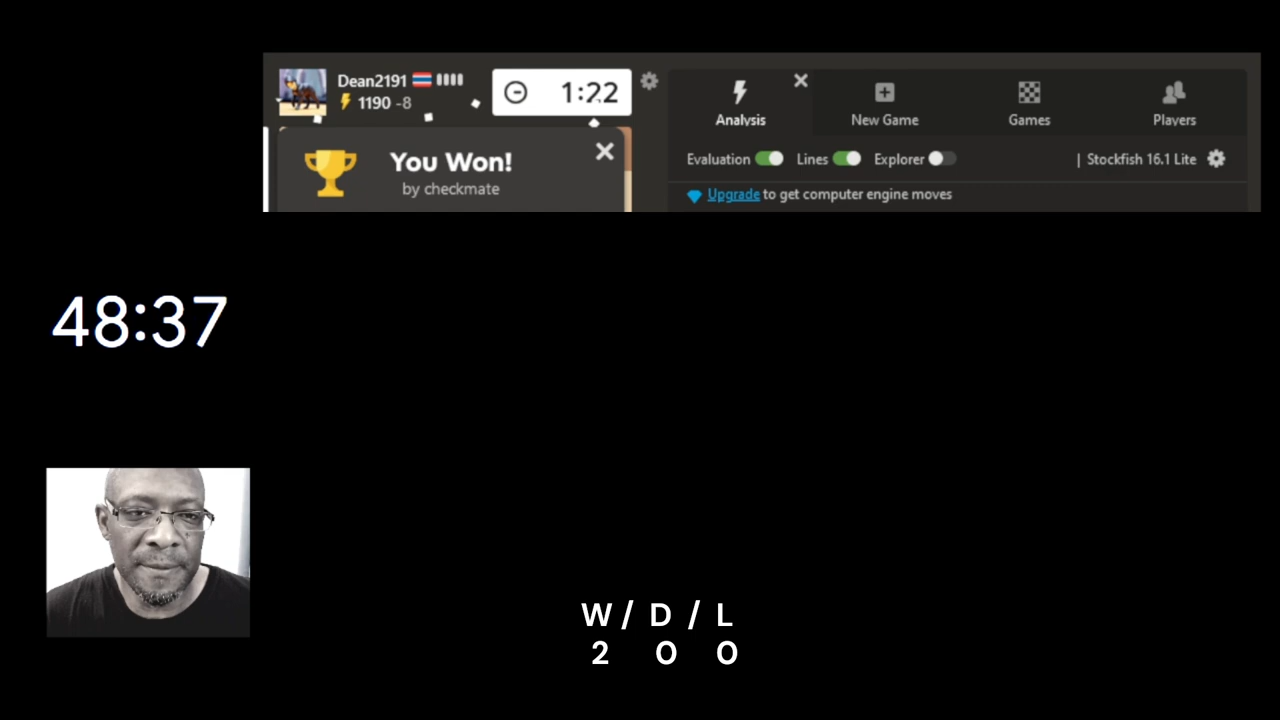 Dean2191
1190 -8
1:22
You Won!
by checkmate
Analysis
New Game
Games
Players
Evaluation Lines Explorer | Stockfish 16.1 Lite
Upgrade to get computer engine moves
48:37
W / D / L
2 0 0